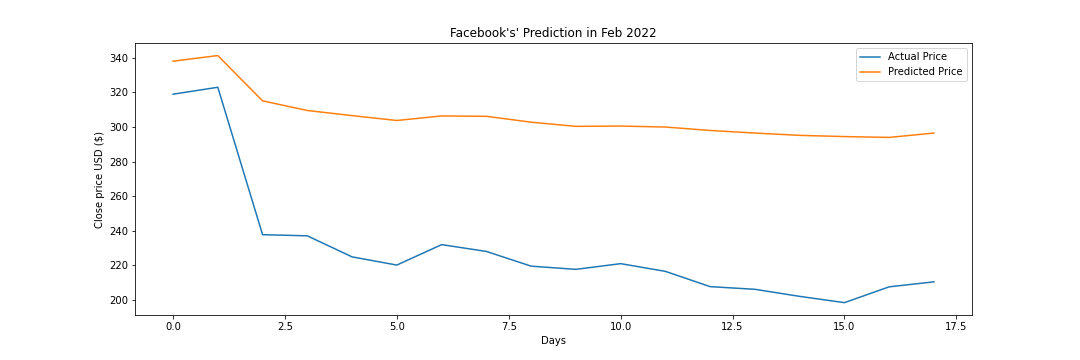 Facebook's' Prediction in Feb 2022
Actual Price
Predicted Price
Close price USD ($)
340
320
300
280
260
240
220
200
0.0 2.5 5.0 7.5 10.0 12.5 15.0 17.5
Days